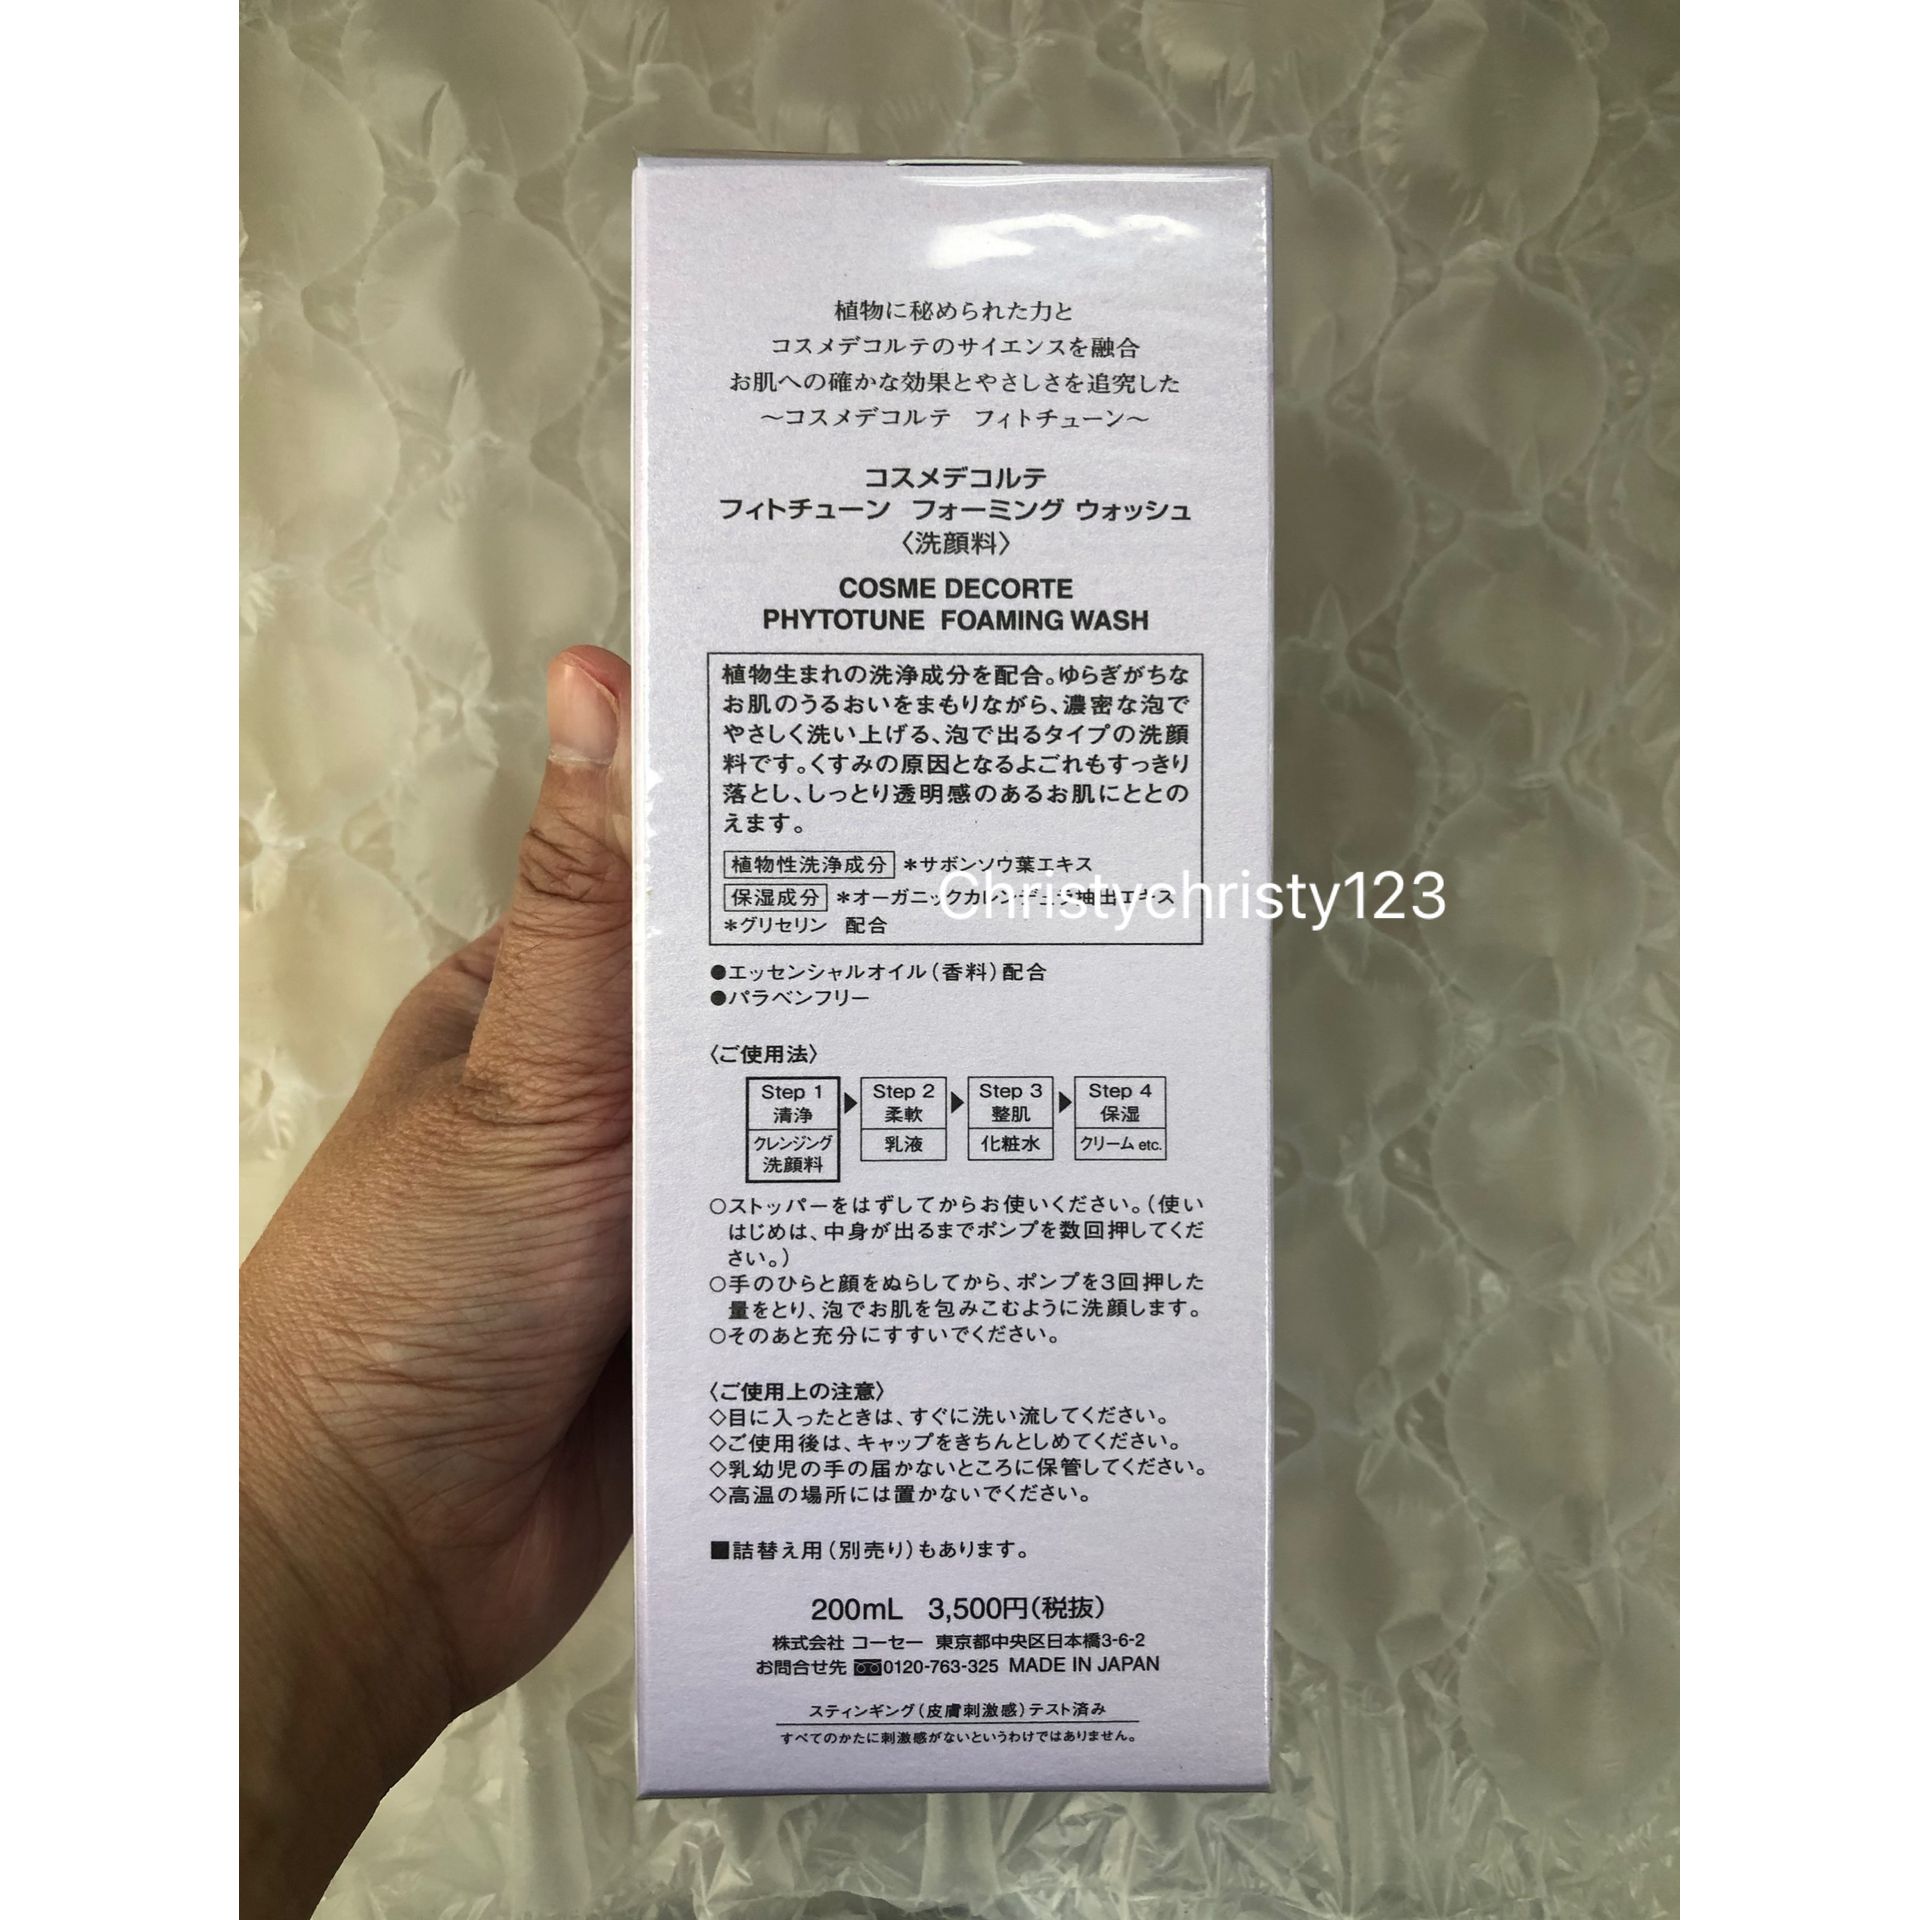 植物に秘められた力と
コスメデコルテのサイエンスを融合
お肌への確かな効果とやさしさを追究した
～コスメデコルテ　フィトチューン～
コスメデコルテ
フィトチューン フォーミング ウォッシュ
〈洗顔料〉
COSME DECORTE
PHYTOTUNE FOAMING WASH
植物生まれの洗浄成分を配合。ゆらぎがちな
お肌のうるおいをまもりながら、濃密な泡で
やさしく洗い上げる、泡で出るタイプの洗顔
料です。くすみの原因となるよごれもすっきり
落とし、しっとり透明感のあるお肌にととの
えます。
植物性洗浄成分 *サボンソウ葉エキス
保湿成分 *オーガニックカレンデュラ抽出エキス
Christychristy123
*グリセリン 配合
●エッセンシャルオイル(香料)配合
●パラベンフリー
〈ご使用法〉
Step 1 ▶ Step 2 ▶ Step 3 ▶ Step 4
清浄 柔軟 整肌 保湿
クレンジング 乳液 化粧水 クリーム etc.
洗顔料
○ストッパーをはずしてからお使いください。(使い
はじめは、中身が出るまでポンプを数回押してくだ
さい。)
○手のひらと顔をぬらしてから、ポンプを3回押した
量をとり、泡でお肌を包みこむように洗顔します。
○そのあと充分にすすいでください。
〈ご使用上の注意〉
◇目に入ったときは、すぐに洗い流してください。
◇ご使用後は、キャップをきちんとしめてください。
◇乳幼児の手の届かないところに保管してください。
◇高温の場所には置かないでください。
■詰替え用(別売り)もあります。
200mL 3,500円(税抜)
株式会社 コーセー 東京都中央区日本橋3-6-2
お問合せ先 0120-763-325 MADE IN JAPAN
スティンギング(皮膚刺激感)テスト済み
すべてのかたに刺激感がないというわけではありません。